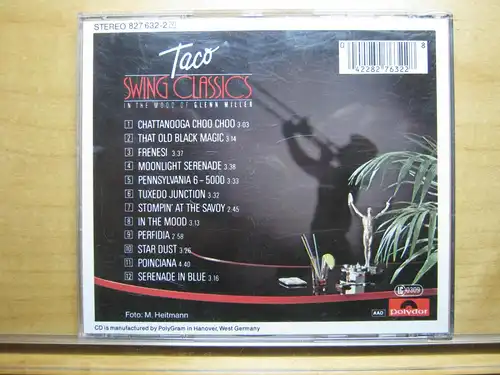 STEREO 827 632-2
Taco
SWING CLASSICS
IN THE MOOD OF GLENN MILLER
0 42282 76322 8
1 CHATTANOOGA CHOO CHOO 3·03
2 THAT OLD BLACK MAGIC 3·14
3 FRENESI 3.37
4 MOONLIGHT SERENADE 3.38
5 PENNSYLVANIA 6-5000 3·33
6 TUXEDO JUNCTION 3·32
7 STOMPIN' AT THE SAVOY 2.45
8 IN THE MOOD 3.13
9 PERFIDIA 2·58
10 STAR DUST 3·26
11 POINCIANA 4.40
12 SERENADE IN BLUE 3.16
Foto: M. Heitmann
AAD
LC 0309
Polydor
CD is manufactured by PolyGram in Hanover, West Germany